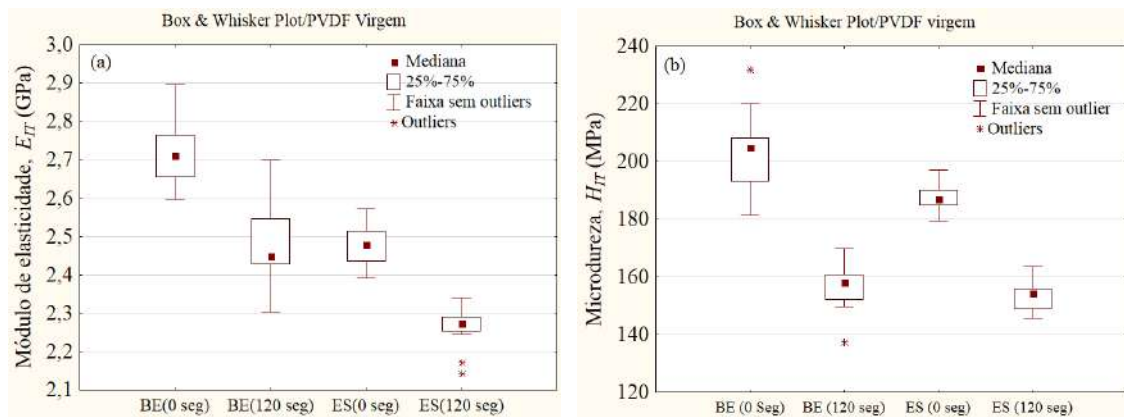 Box & Whisker Plot/PVDF Virgem
(a)
Mediana
25%-75%
Faixa sem outliers
Outliers
Módulo de elasticidade, E_IT (GPa)
3,0
2,9
2,8
2,7
2,6
2,5
2,4
2,3
2,2
2,1
BE(0 seg) BE(120 seg) ES(0 seg) ES(120 seg)
Box & Whisker Plot/PVDF virgem
(b)
Mediana
25%-75%
Faixa sem outlier
Outliers
Microdureza, H_IT (MPa)
240
220
200
180
160
140
120
BE (0 Seg) BE (120 seg) ES (0 seg) ES (120 seg)